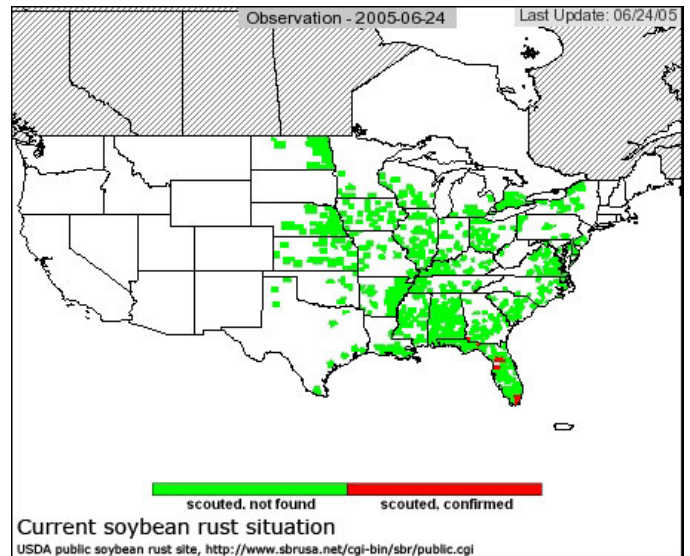 Observation - 2005-06-24
Last Update: 06/24/05
scouted, not found
scouted, confirmed
Current soybean rust situation
USDA public soybean rust site, http://www.sbrusa.net/cgi-bin/sbr/public.cgi